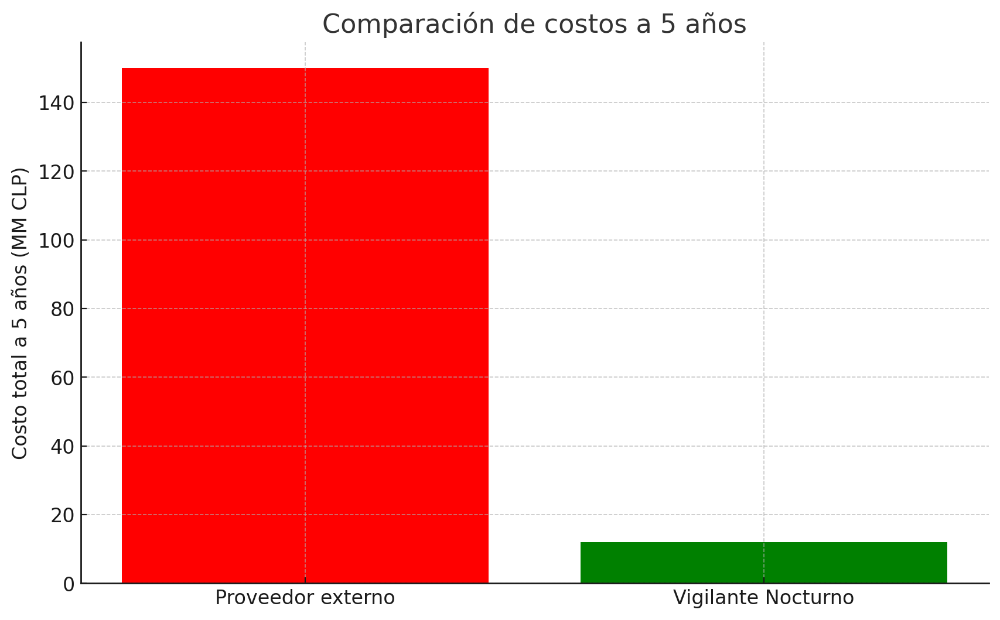 Comparación de costos a 5 años
Costo total a 5 años (MM CLP)
140
120
100
80
60
40
20
0
Proveedor externo
Vigilante Nocturno